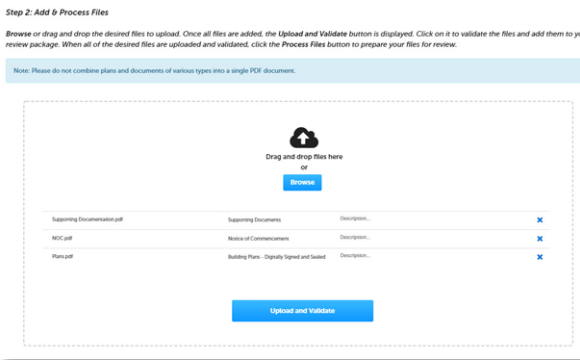 Step 2: Add & Process Files
Browse or drag and drop the desired files to upload. Once all files are added, the Upload and Validate button is displayed. Click on it to validate the files and add them to
review package. When all of the desired files are uploaded and validated, click the Process Files button to prepare your files for review.
Note: Please do not combine plans and documents of various types into a single PDF document.
Drag and drop files here
or
Browse
Supporting Documentation.pdf Supporting Documents Description...
NOC.pdf Notice of Commencement Description...
Plans.pdf Building Plans - Digitally Signed and Sealed Description...
Upload and Validate